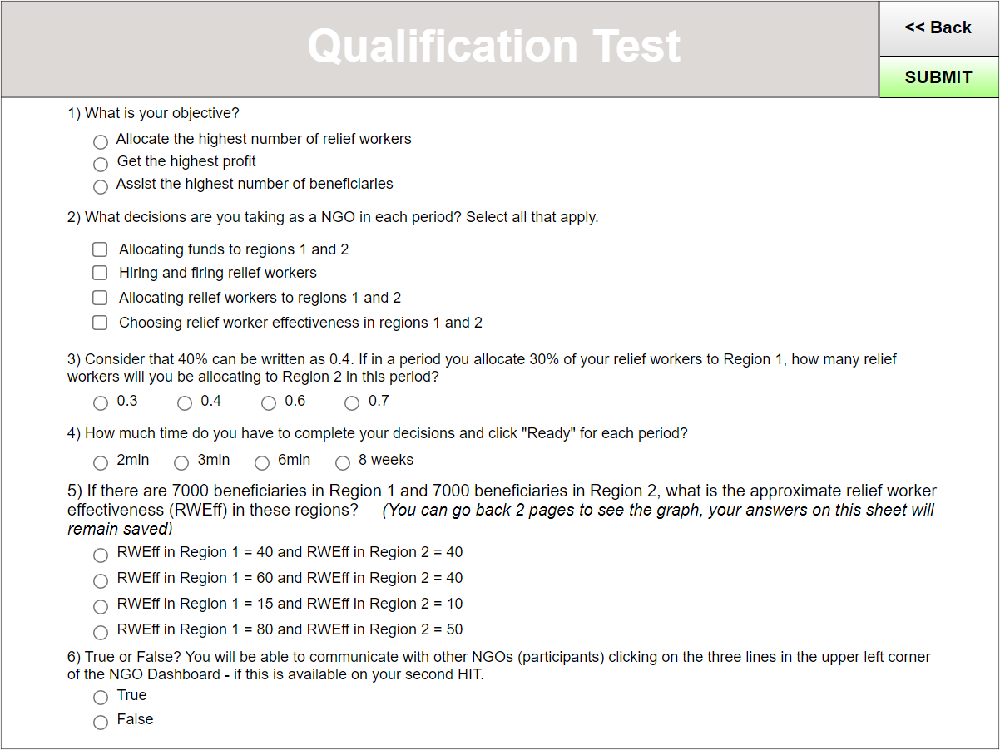 Qualification Test
<< Back
SUBMIT
1) What is your objective?
Allocate the highest number of relief workers
Get the highest profit
Assist the highest number of beneficiaries
2) What decisions are you taking as a NGO in each period? Select all that apply.
Allocating funds to regions 1 and 2
Hiring and firing relief workers
Allocating relief workers to regions 1 and 2
Choosing relief worker effectiveness in regions 1 and 2
3) Consider that 40% can be written as 0.4. If in a period you allocate 30% of your relief workers to Region 1, how many relief
workers will you be allocating to Region 2 in this period?
0.3 0.4 0.6 0.7
4) How much time do you have to complete your decisions and click "Ready" for each period?
2min 3min 6min 8 weeks
5) If there are 7000 beneficiaries in Region 1 and 7000 beneficiaries in Region 2, what is the approximate relief worker
effectiveness (RWEff) in these regions? (You can go back 2 pages to see the graph, your answers on this sheet will
remain saved)
RWEff in Region 1 = 40 and RWEff in Region 2 = 40
RWEff in Region 1 = 60 and RWEff in Region 2 = 40
RWEff in Region 1 = 15 and RWEff in Region 2 = 10
RWEff in Region 1 = 80 and RWEff in Region 2 = 50
6) True or False? You will be able to communicate with other NGOs (participants) clicking on the three lines in the upper left corner
of the NGO Dashboard - if this is available on your second HIT.
True
False